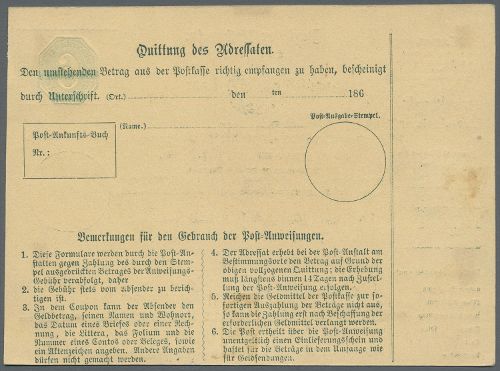 Quittung des Adressaten.
Den umstehenden Betrag aus der Postkasse richtig empfangen zu haben, bescheinigt
durch Unterschrift. (Ort.) den ten 186
(Name.)
Post-Ausgabe-Stempel.
Post-Ankunfts-Buch
Nr.:
Bemerkungen für den Gebrauch der Post-Anweisungen.
1. Diese Formulare werden durch die Post-An-
stalten gegen Zahlung des durch den Stem-
pel ausgedrückten Betrages der Anweisungs-
Gebühr verabfolgt, daher
2. die Gebühr stets vom Absender zu berich-
tigen ist.
3. In dem Coupon kann der Absender den
Geldbetrag, seinen Namen und Wohnort,
das Datum eines Briefes oder einer Rech-
nung, die Littera, das Folium und die
Nummer eines Contos oder Beleges, sowie
ein Aktenzeichen angeben. Andere Angaben
dürfen nicht gemacht werden.
4. Der Adressat erhebt bei der Post-Anstalt am
Bestimmungsorte den Betrag auf Grund der
obigen vollzogenen Quittung; die Erhebung
muß längstens binnen 14 Tagen nach Zustel-
lung der Post-Anweisung erfolgen.
5. Reichen die Geldmittel der Postkasse zur so-
fortigen Auszahlung der Beträge nicht aus,
so kann die Zahlung erst nach Beschaffung der
erforderlichen Geldmittel verlangt werden.
6. Die Post ertheilt über die Post-Anweisung
unentgeltlich einen Einlieferungsschein und
haftet für die Beträge in dem Umfange wie
für Geldsendungen.